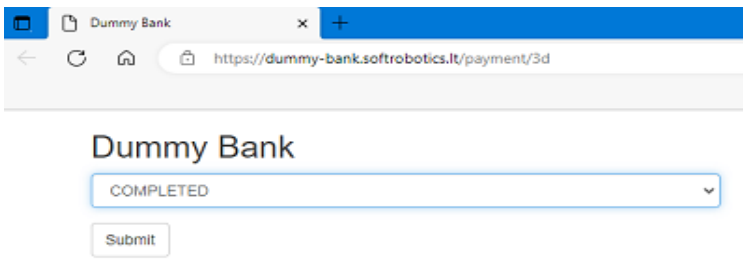 Dummy Bank
https://dummy-bank.softrobotics.lt/payment/3d
Dummy Bank
COMPLETED
Submit